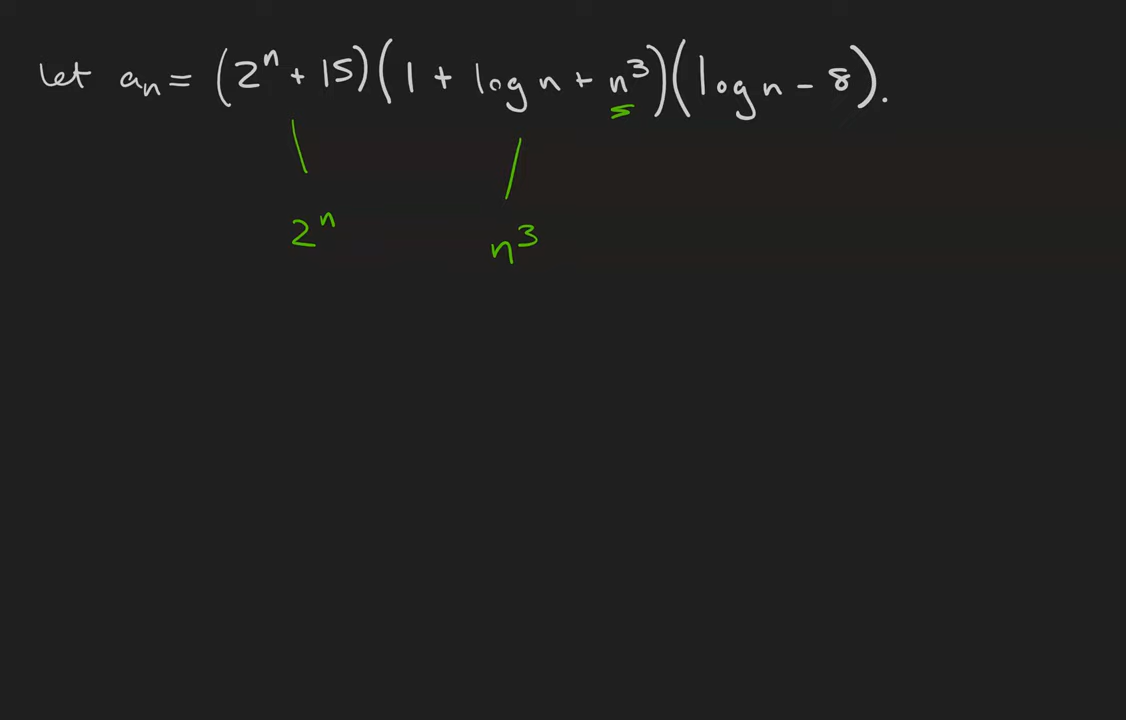 let aₙ = (2ⁿ + 15)(1 + log n + n³)(log n − 8).
2ⁿ n³